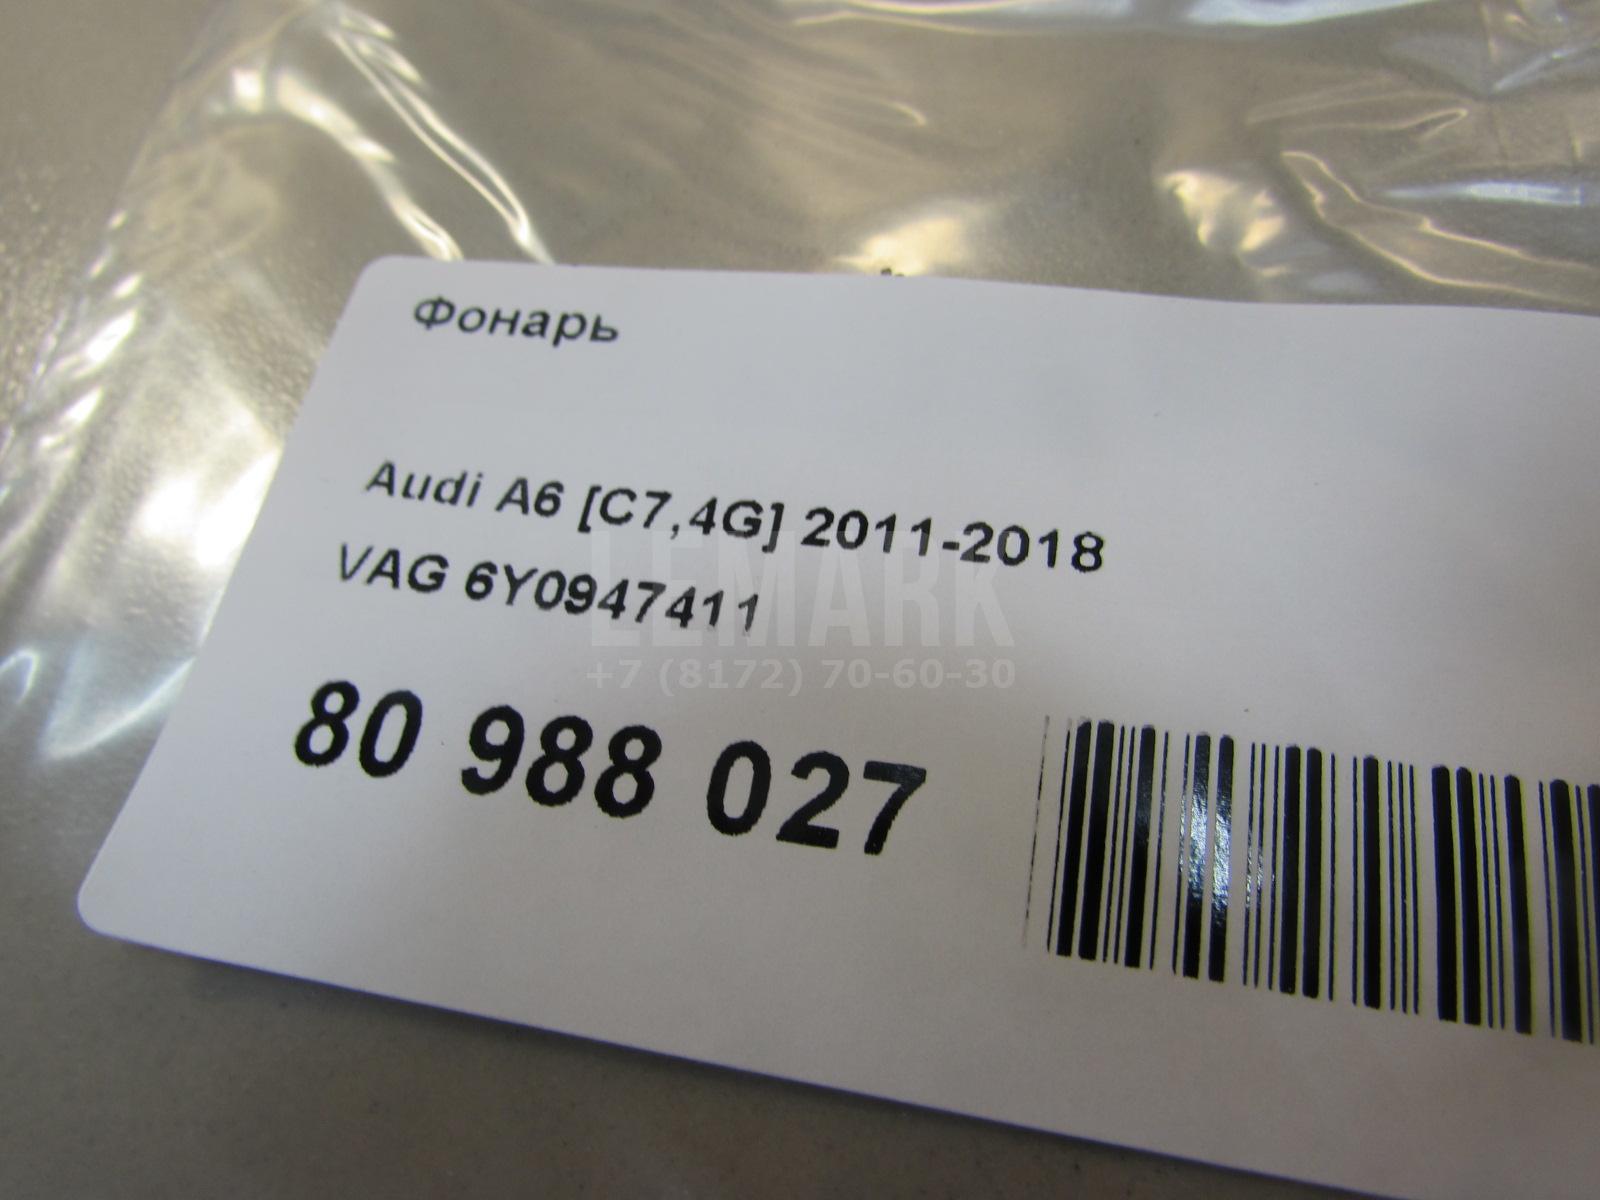 Фонарь
Audi A6 [C7,4G] 2011-2018
VAG 6Y0947411
LEMARK
+7 (8172) 70-60-30
80 988 027